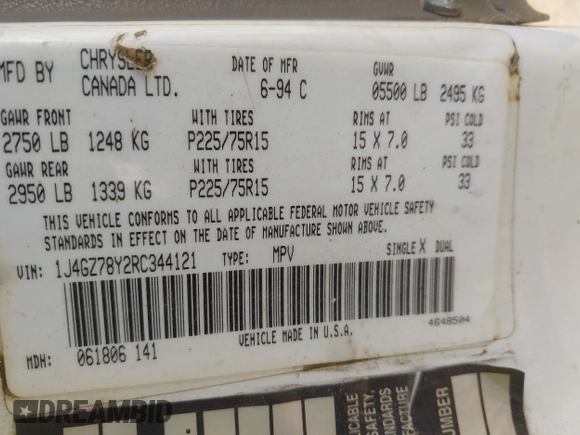 MFD BY CHRYSLER CANADA LTD. DATE OF MFR 6-94 C GVWR 05500 LB 2495 KG
GAWR FRONT WITH TIRES RIMS AT PSI COLD
2750 LB 1248 KG P225/75R15 15 X 7.0 33
GAWR REAR WITH TIRES RIMS AT PSI COLD
2950 LB 1339 KG P225/75R15 15 X 7.0 33
THIS VEHICLE CONFORMS TO ALL APPLICABLE FEDERAL MOTOR VEHICLE SAFETY
STANDARDS IN EFFECT ON THE DATE OF MANUFACTURE SHOWN ABOVE.
VIN: 1J4GZ78Y2RC344121 TYPE: MPV SINGLE X DUAL
4648504
VEHICLE MADE IN U.S.A.
MDH: 061806 141
UMBER
DREAMBID